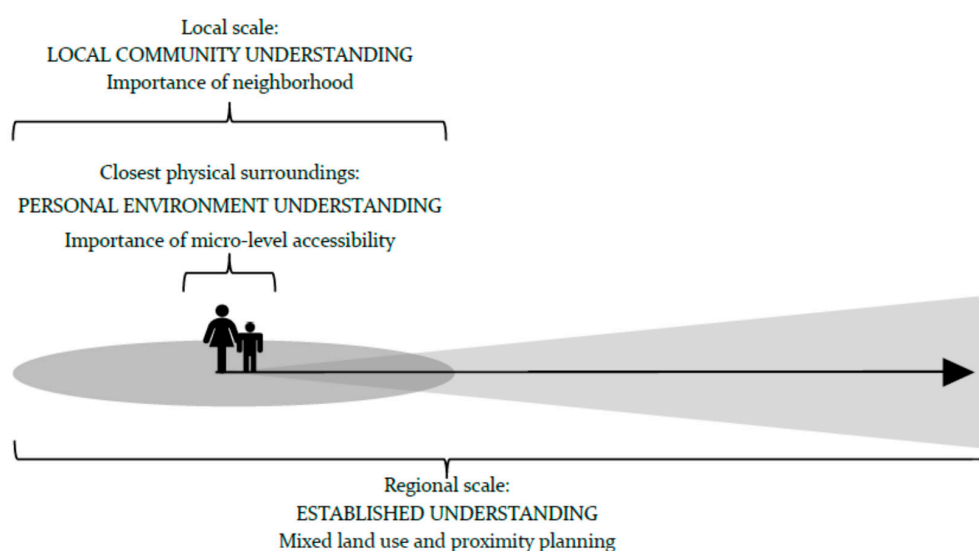 Local scale:
LOCAL COMMUNITY UNDERSTANDING
Importance of neighborhood
Closest physical surroundings:
PERSONAL ENVIRONMENT UNDERSTANDING
Importance of micro-level accessibility
Regional scale:
ESTABLISHED UNDERSTANDING
Mixed land use and proximity planning